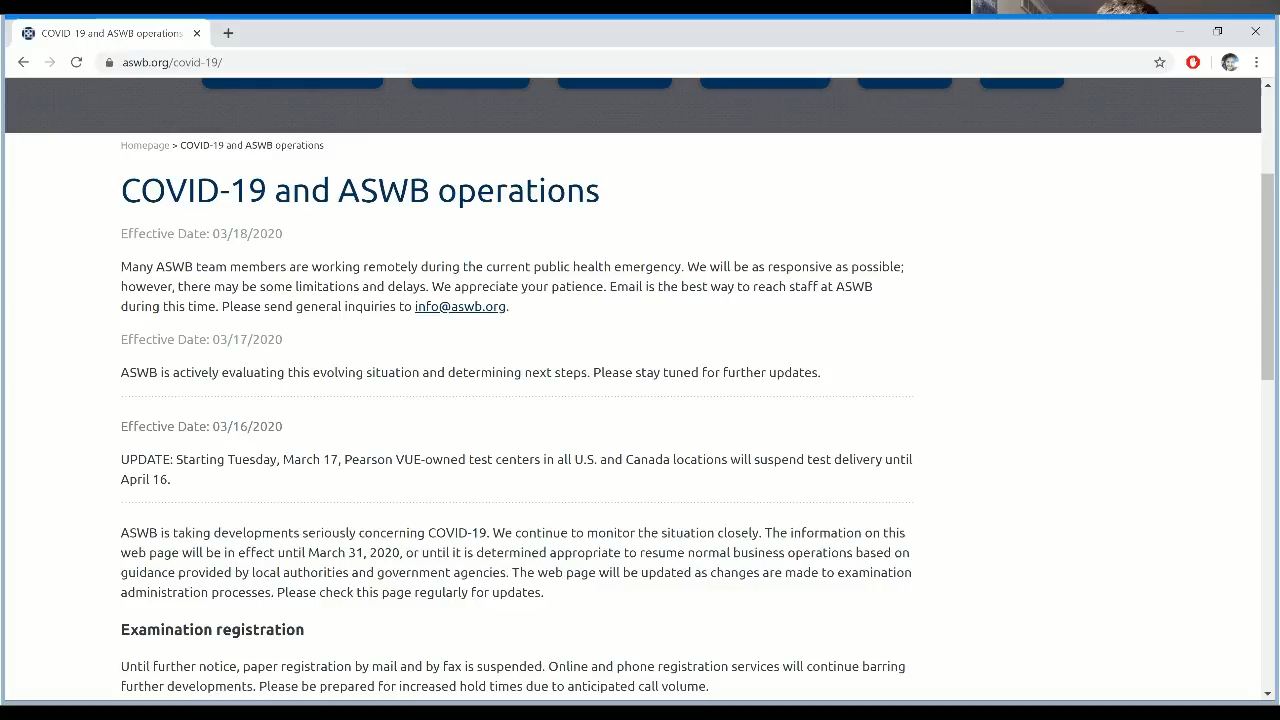 COVID-19 and ASWB operations
aswb.org/covid-19/
Homepage > COVID-19 and ASWB operations
COVID-19 and ASWB operations
Effective Date: 03/18/2020
Many ASWB team members are working remotely during the current public health emergency. We will be as responsive as possible;
however, there may be some limitations and delays. We appreciate your patience. Email is the best way to reach staff at ASWB
during this time. Please send general inquiries to info@aswb.org.
Effective Date: 03/17/2020
ASWB is actively evaluating this evolving situation and determining next steps. Please stay tuned for further updates.
Effective Date: 03/16/2020
UPDATE: Starting Tuesday, March 17, Pearson VUE-owned test centers in all U.S. and Canada locations will suspend test delivery until
April 16.
ASWB is taking developments seriously concerning COVID-19. We continue to monitor the situation closely. The information on this
web page will be in effect until March 31, 2020, or until it is determined appropriate to resume normal business operations based on
guidance provided by local authorities and government agencies. The web page will be updated as changes are made to examination
administration processes. Please check this page regularly for updates.
Examination registration
Until further notice, paper registration by mail and by fax is suspended. Online and phone registration services will continue barring
further developments. Please be prepared for increased hold times due to anticipated call volume.